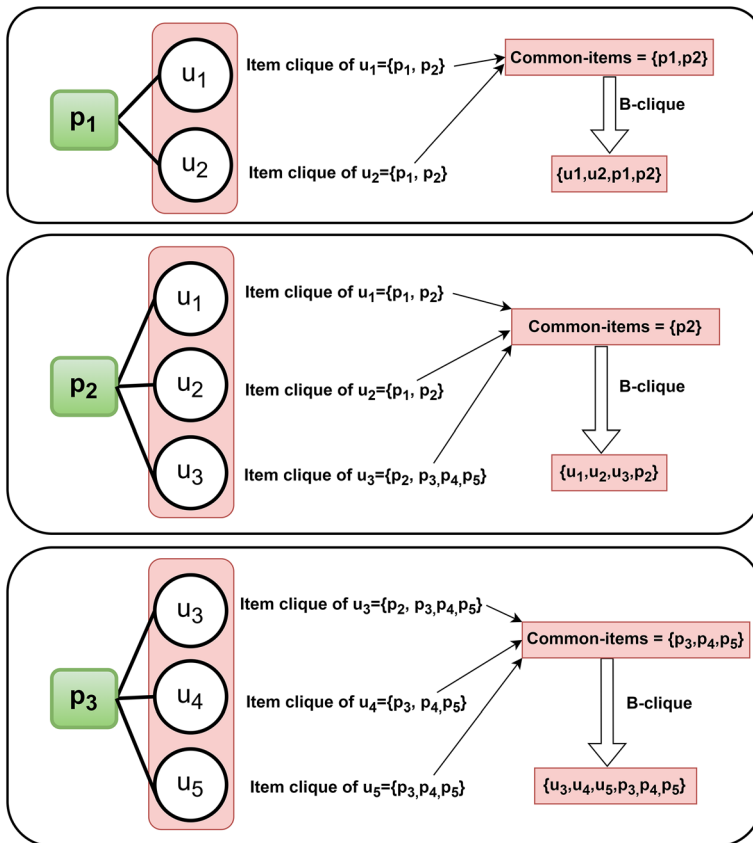 p₁
u₁
u₂
Item clique of u₁={p₁, p₂}
Item clique of u₂={p₁, p₂}
Common-items = {p1,p2}
B-clique
{u1,u2,p1,p2}
p₂
u₁
u₂
u₃
Item clique of u₁={p₁, p₂}
Item clique of u₂={p₁, p₂}
Item clique of u₃={p₂, p₃,p₄,p₅}
Common-items = {p2}
B-clique
{u₁,u₂,u₃,p₂}
p₃
u₃
u₄
u₅
Item clique of u₃={p₂, p₃,p₄,p₅}
Item clique of u₄={p₃, p₄,p₅}
Item clique of u₅={p₃,p₄,p₅}
Common-items = {p₃,p₄,p₅}
B-clique
{u₃,u₄,u₅,p₃,p₄,p₅}